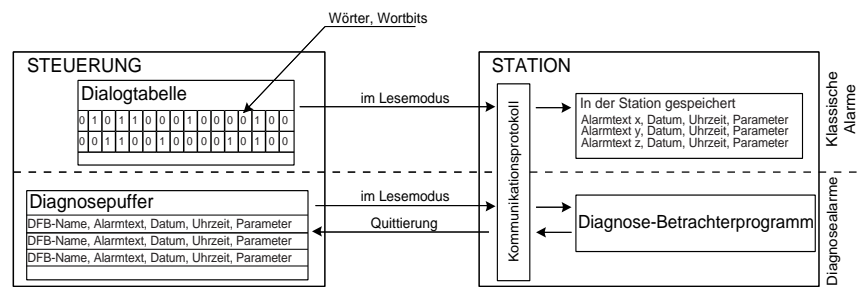 Wörter, Wortbits
STEUERUNG
Dialogtabelle
0 1 0 1 1 0 1 1 0 1 0 0 0 0 1 0 0
0 0 1 1 0 0 1 0 0 0 0 1 0 1 0 0
im Lesemodus
STATION
Kommunikationsprotokoll
In der Station gespeichert
Alarmtext x, Datum, Uhrzeit, Parameter
Alarmtext y, Datum, Uhrzeit, Parameter
Alarmtext z, Datum, Uhrzeit, Parameter
Klassische
Alarme
Diagnosepuffer
DFB-Name, Alarmtext, Datum, Uhrzeit, Parameter
DFB-Name, Alarmtext, Datum, Uhrzeit, Parameter
DFB-Name, Alarmtext, Datum, Uhrzeit, Parameter
im Lesemodus
Quittierung
Diagnose-Betrachterprogramm
Diagnosealarme